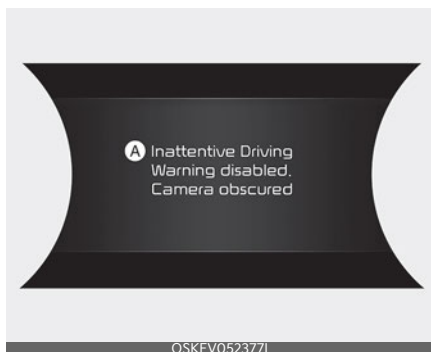 A Inattentive Driving
Warning disabled.
Camera obscured
OSKEV052377L